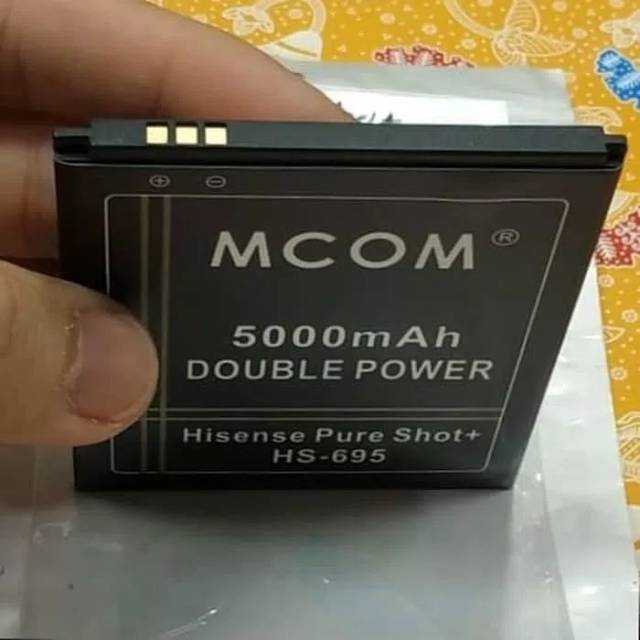 ⊕ ⊖
MCOM®
5000mAh
DOUBLE POWER
Hisense Pure Shot+
HS-695